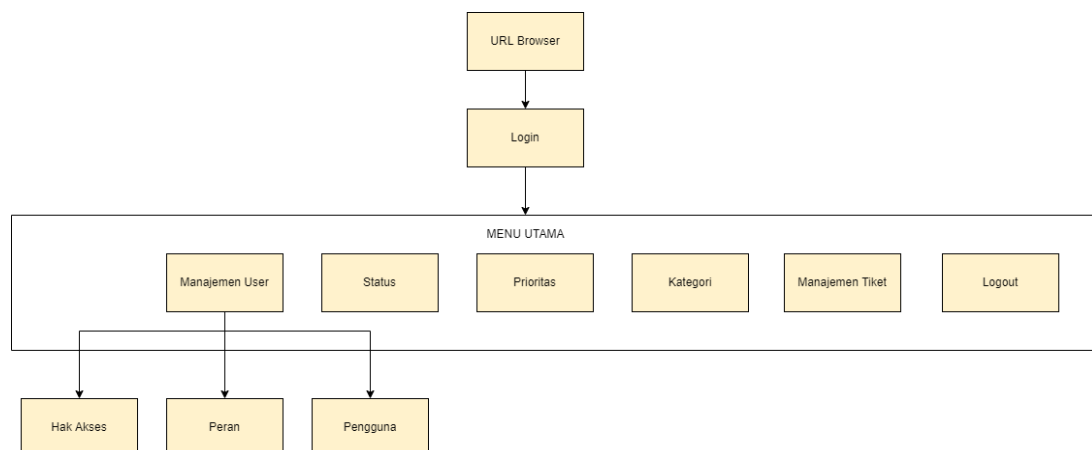 URL Browser
Login
MENU UTAMA
Manajemen User
Status
Prioritas
Kategori
Manajemen Tiket
Logout
Hak Akses
Peran
Pengguna